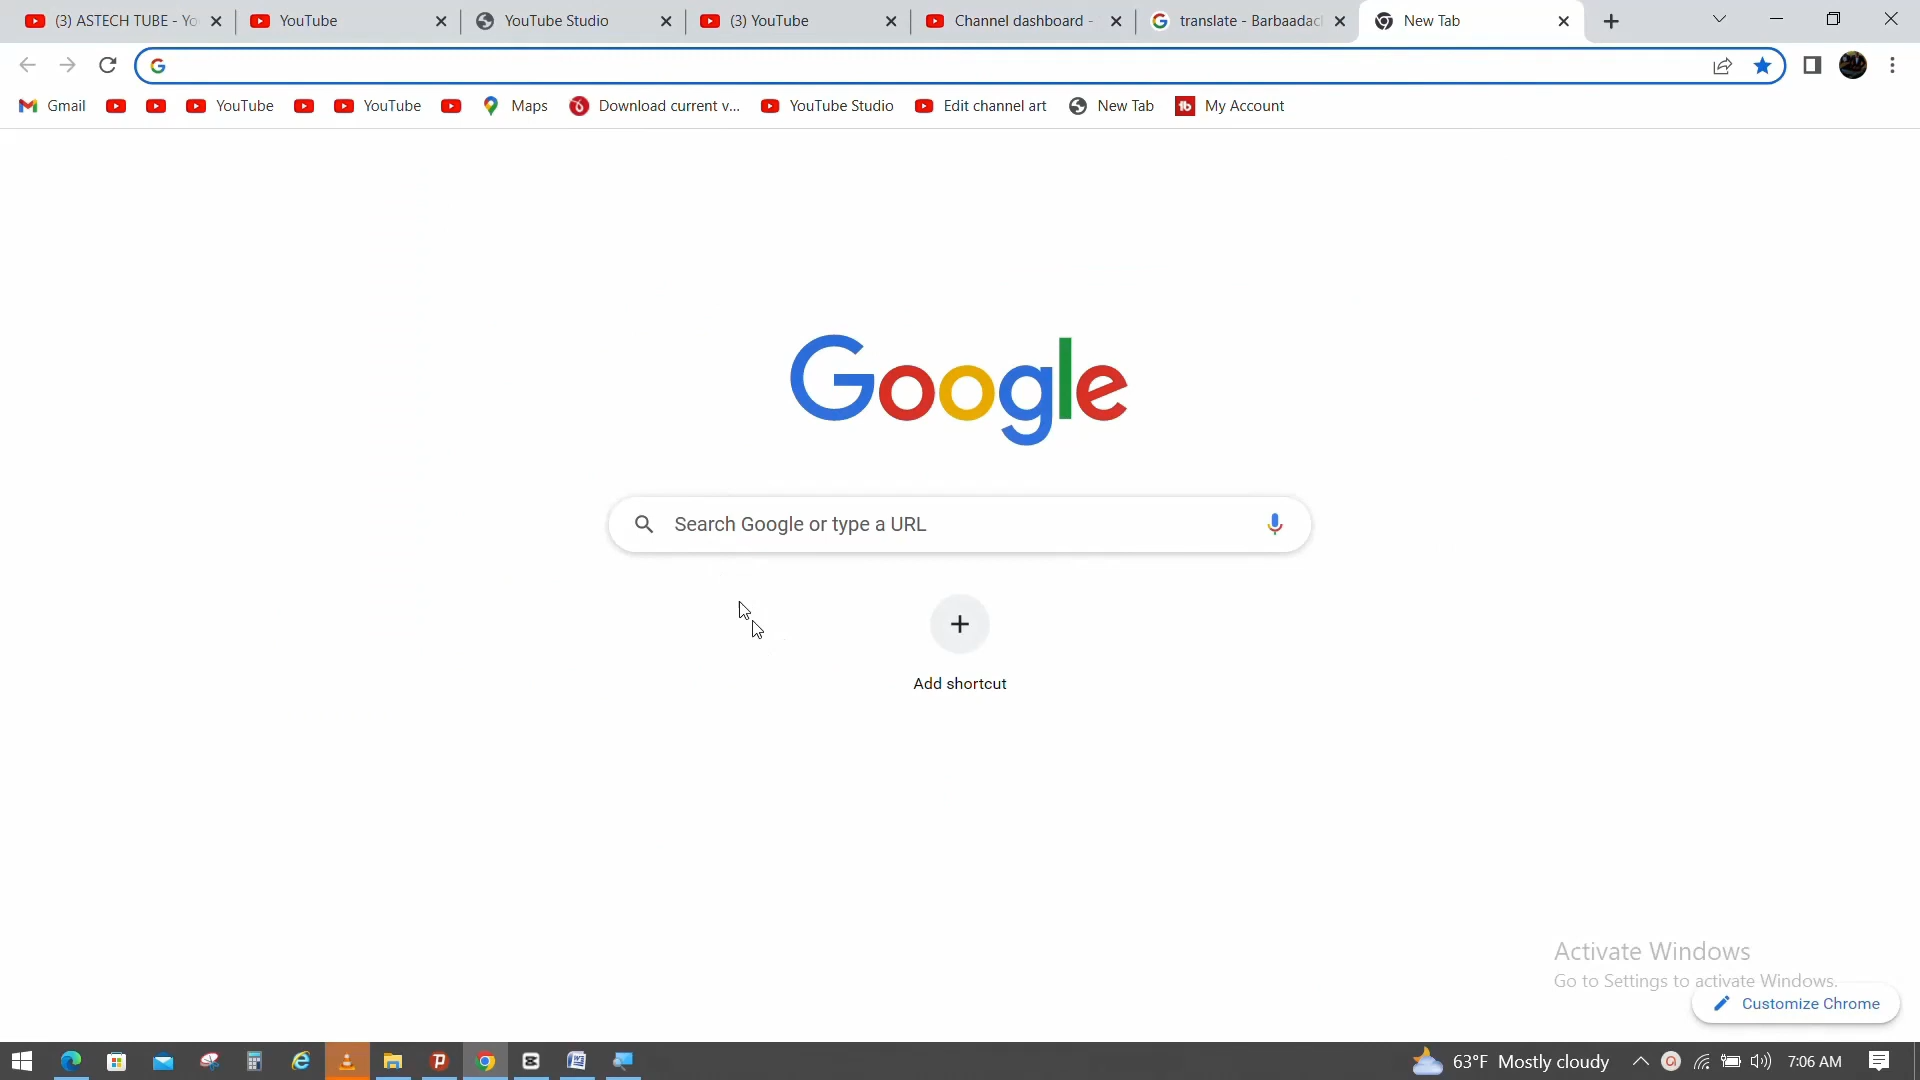 (3) ASTECH TUBE - Yo
YouTube
YouTube Studio
(3) YouTube
Channel dashboard -
translate - Barbaadac
New Tab
Gmail
YouTube
YouTube
Maps
Download current v...
YouTube Studio
Edit channel art
New Tab
My Account
Google
Search Google or type a URL
Add shortcut
Activate Windows
Go to Settings to activate Windows.
Customize Chrome
63°F Mostly cloudy
7:06 AM